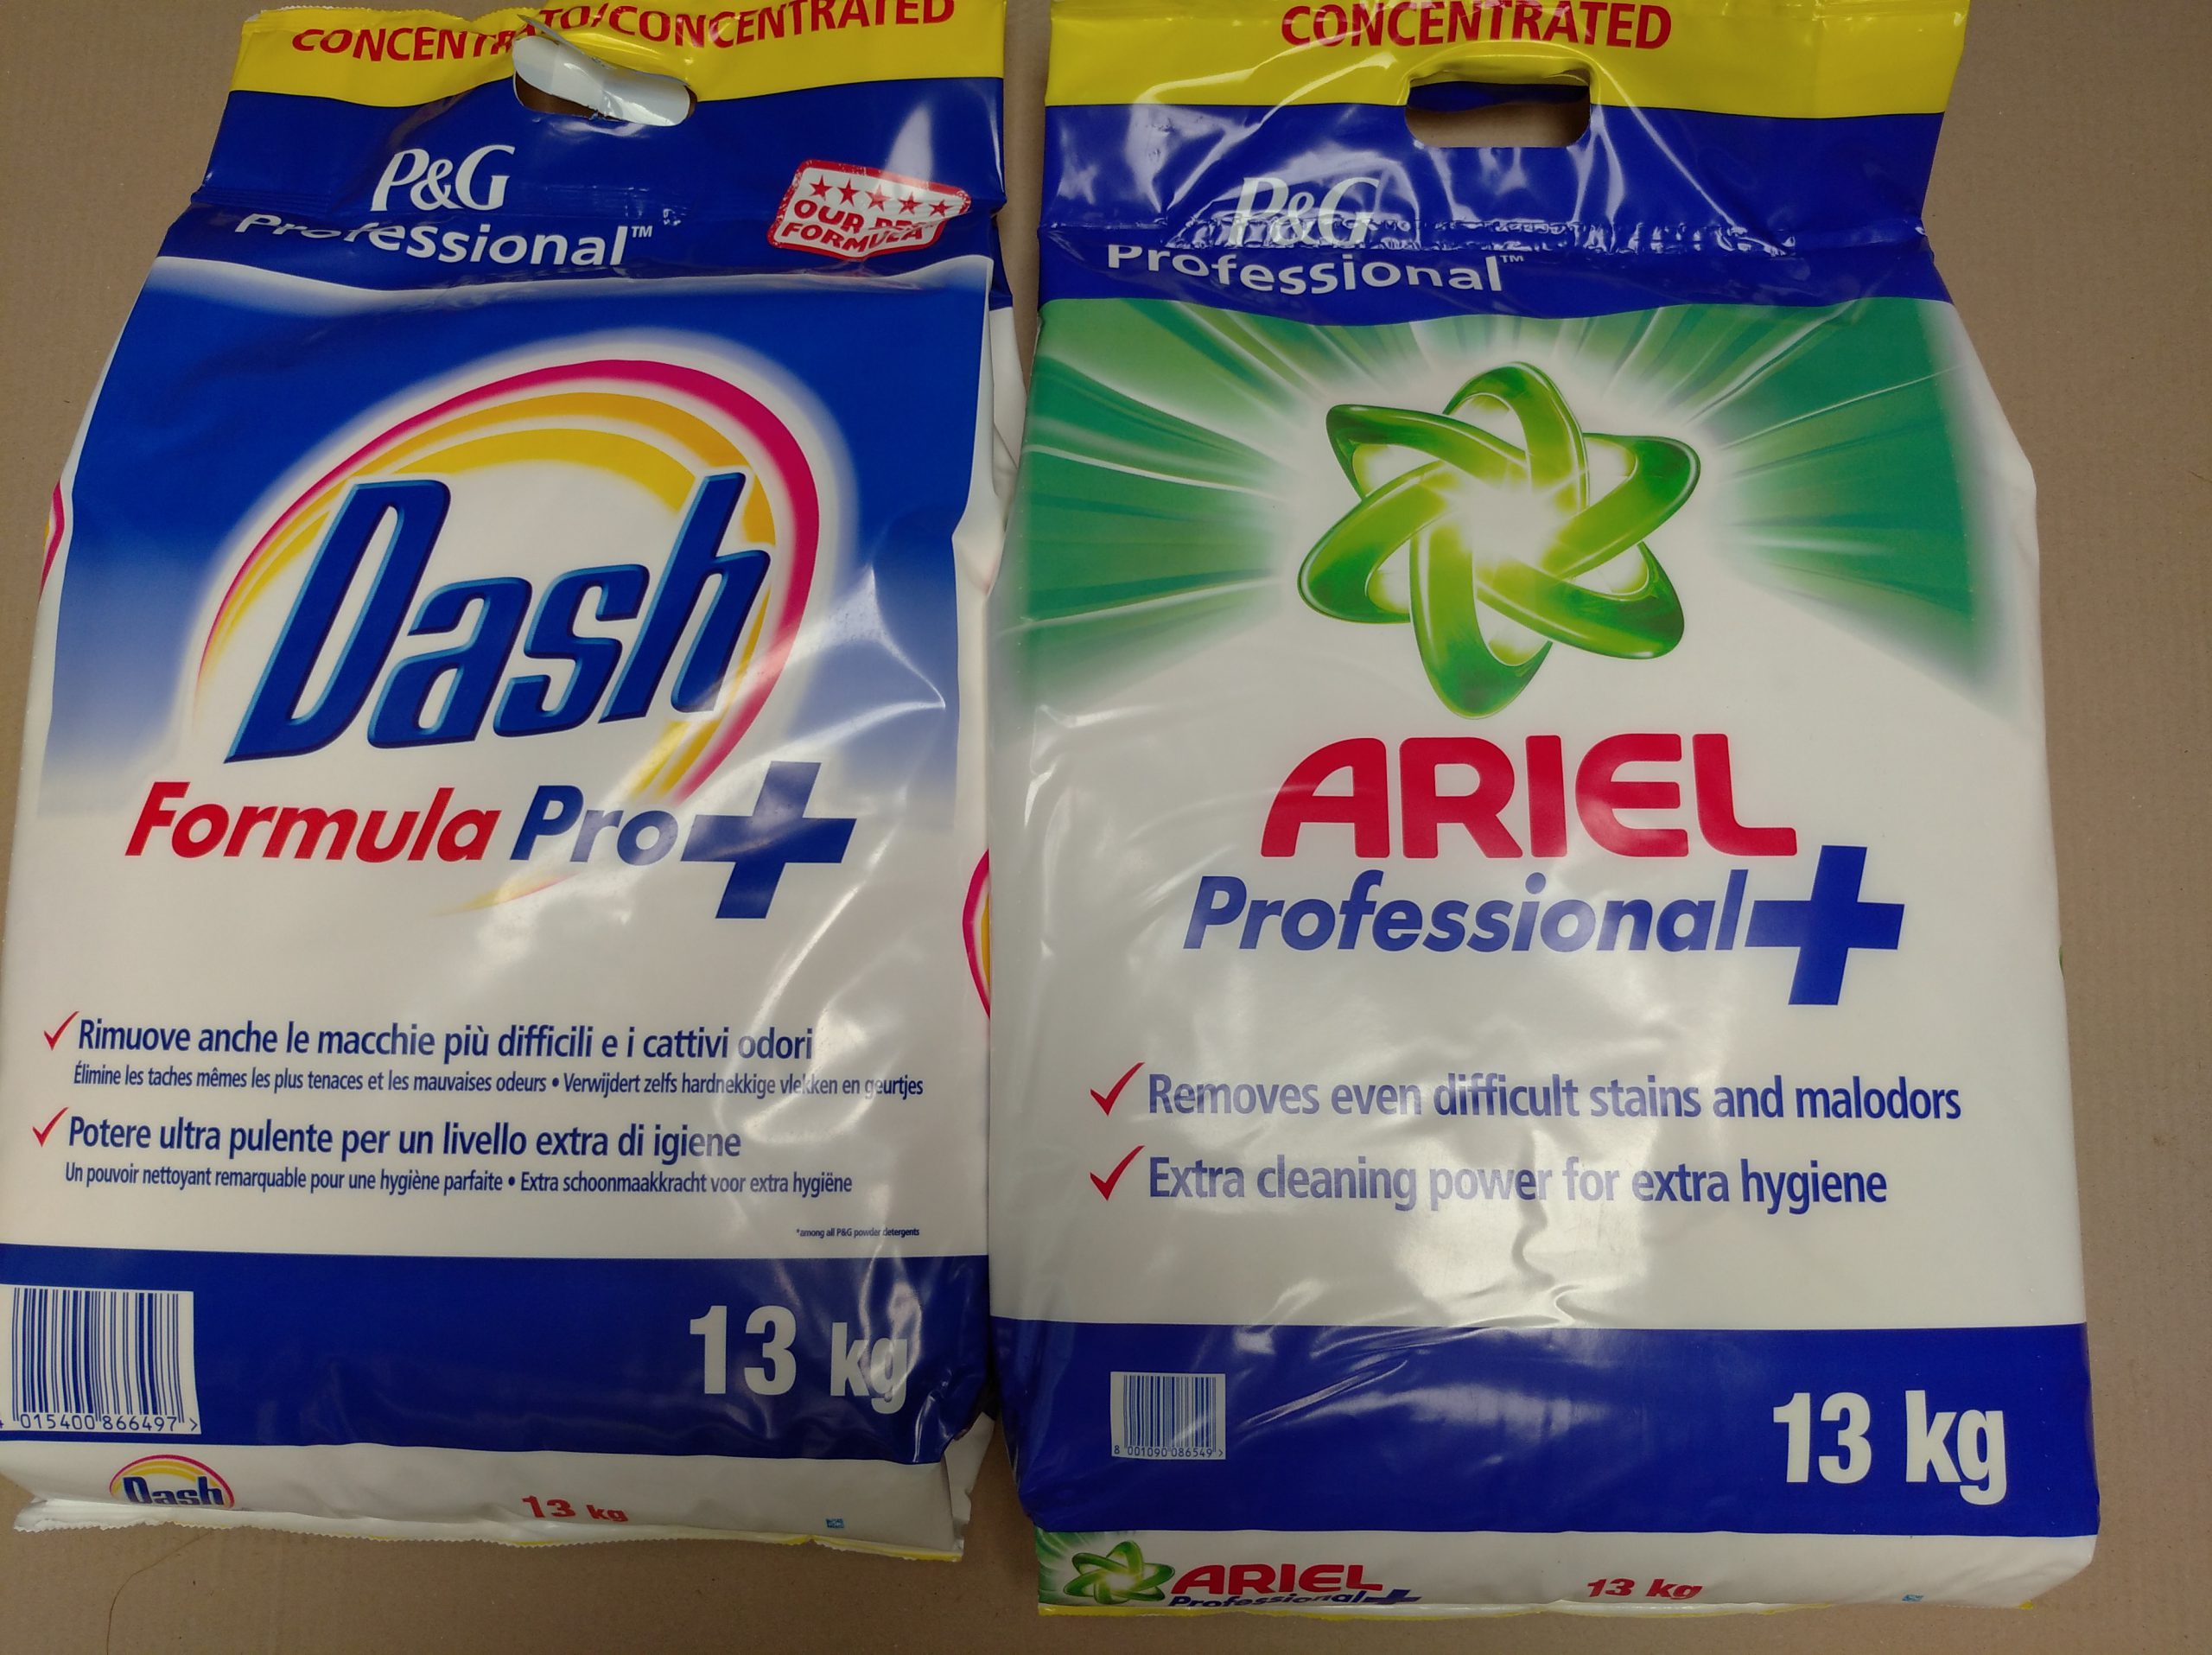 CONCENTRATO/CONCENTRATED
P&G
Professional™
OUR
FORMULA
Dash
Formula Pro+
Rimuove anche le macchie più difficili e i cattivi odori
Élimine les taches mêmes les plus tenaces et les mauvaises odeurs • Verwijdert zelfs hardnekkige vlekken en geurtjes
Potere ultra pulente per un livello extra di igiene
Un pouvoir nettoyant remarquable pour une hygiène parfaite • Extra schoonmaakkracht voor extra hygiëne
*among all P&G powder detergents
13 kg
015400 866497 >
Dash
13 kg
CONCENTRATED
P&G
Professional™
ARIEL
Professional+
Removes even difficult stains and malodors
Extra cleaning power for extra hygiene
13 kg
8 001090 086549 >
ARIEL
Professional+
13 kg